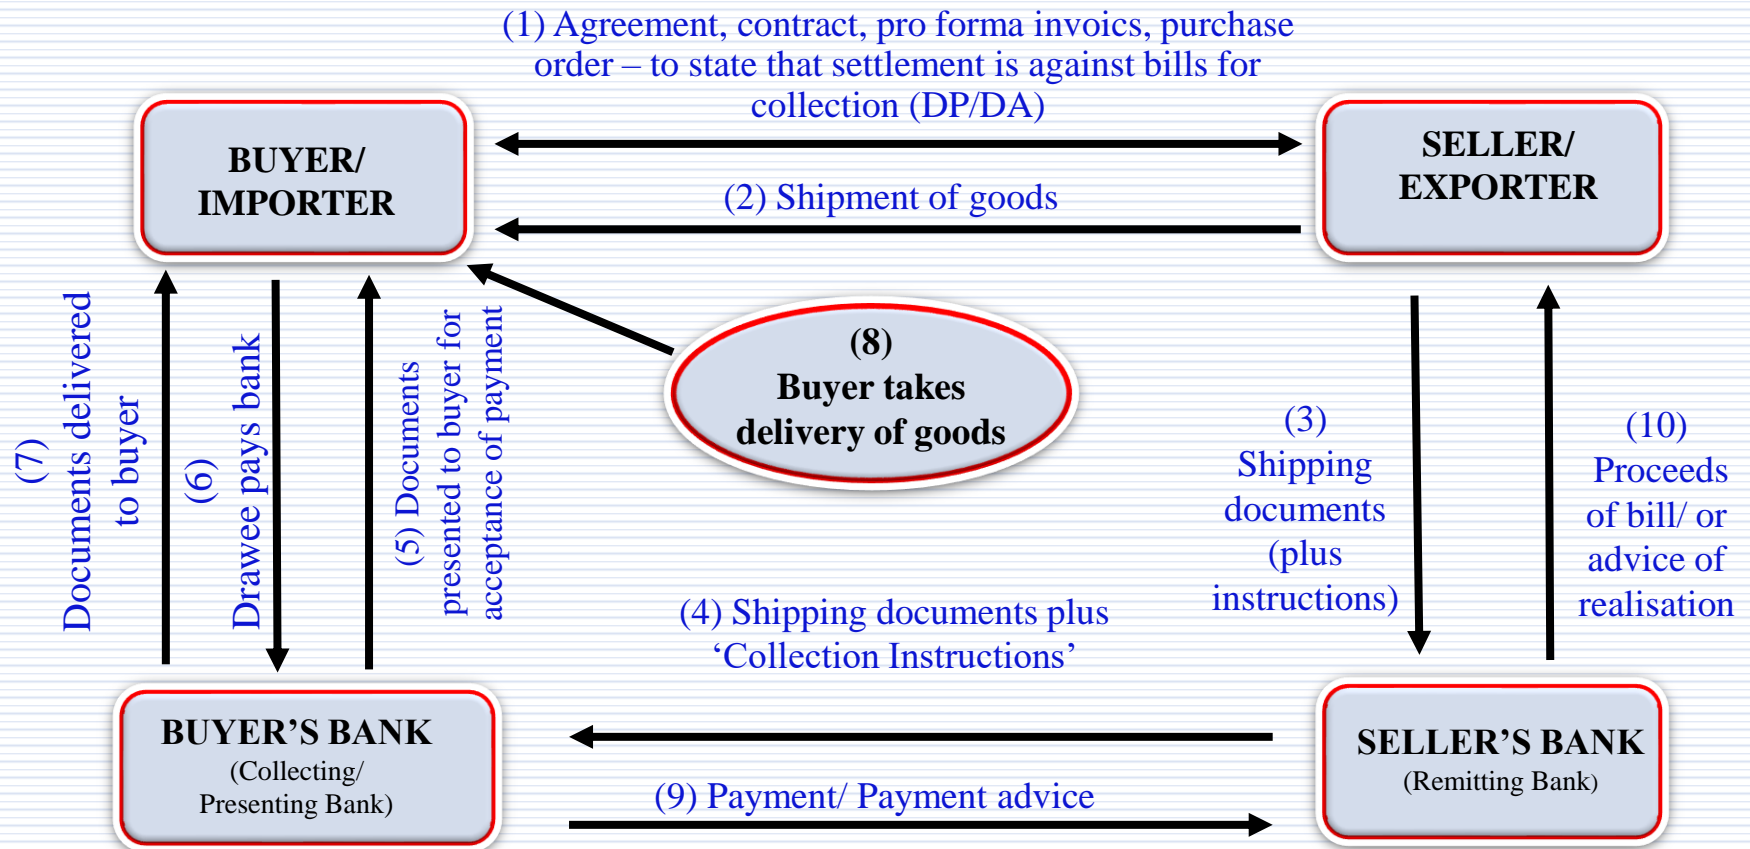 (1) Agreement, contract, pro forma invoics, purchase
order – to state that settlement is against bills for
collection (DP/DA)
BUYER/
IMPORTER
SELLER/
EXPORTER
(2) Shipment of goods
(8)
Buyer takes
delivery of goods
(7)
Documents delivered
to buyer
(6)
Drawee pays bank
(5) Documents
presented to buyer for
acceptance of payment
(3)
Shipping
documents
(plus
instructions)
(10)
Proceeds
of bill/ or
advice of
realisation
(4) Shipping documents plus
‘Collection Instructions’
BUYER’S BANK
(Collecting/
Presenting Bank)
SELLER’S BANK
(Remitting Bank)
(9) Payment/ Payment advice